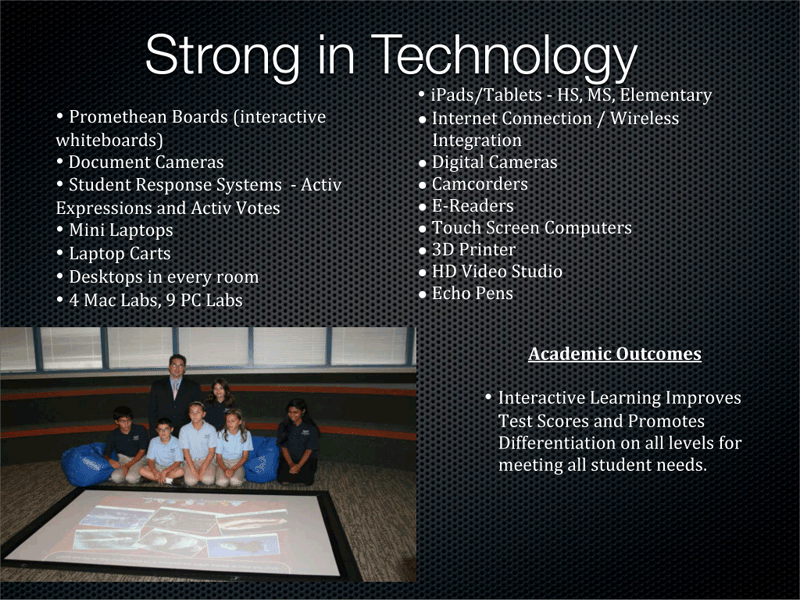 Strong in Technology
• Promethean Boards (interactive
whiteboards)
• Document Cameras
• Student Response Systems - Activ
Expressions and Activ Votes
• Mini Laptops
• Laptop Carts
• Desktops in every room
• 4 Mac Labs, 9 PC Labs
• iPads/Tablets - HS, MS, Elementary
• Internet Connection / Wireless
Integration
• Digital Cameras
• Camcorders
• E-Readers
• Touch Screen Computers
• 3D Printer
• HD Video Studio
• Echo Pens
Academic Outcomes
• Interactive Learning Improves
Test Scores and Promotes
Differentiation on all levels for
meeting all student needs.